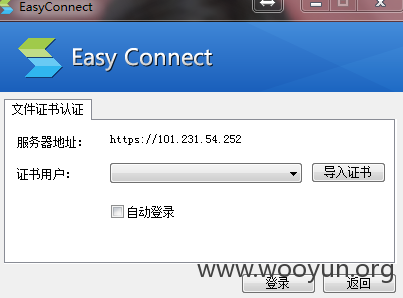 EasyConnect
Easy Connect
文件证书认证
服务器地址： https://101.231.54.252
证书用户： 导入证书
自动登录
www.wooyun.org
登录 返回